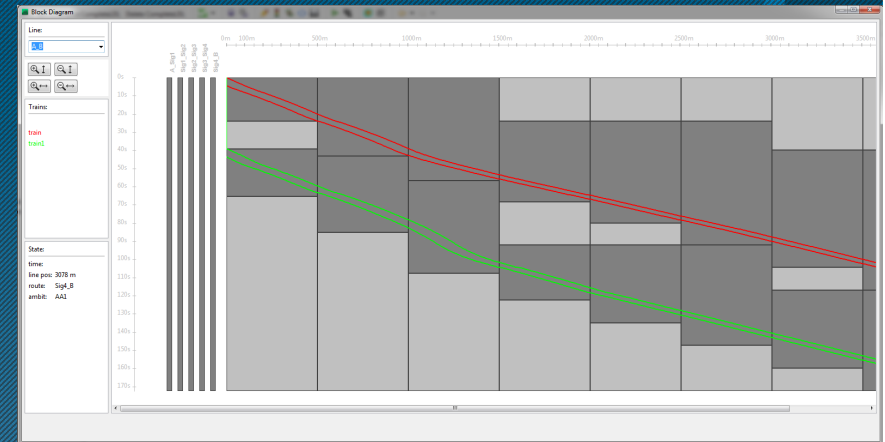 Block Diagram
Line:
A_B
Trains:
train
train1
State:
time:
line pos: 3078 m
route: Sig4_B
ambit: AA1
A_Sig1
Sig1_Sig2
Sig2_Sig3
Sig3_Sig4
Sig4_B
0m 100m 500m 1000m 1500m 2000m 2500m 3000m 3500m
0s
10s
20s
30s
40s
50s
60s
70s
80s
90s
100s
110s
120s
130s
140s
150s
160s
170s